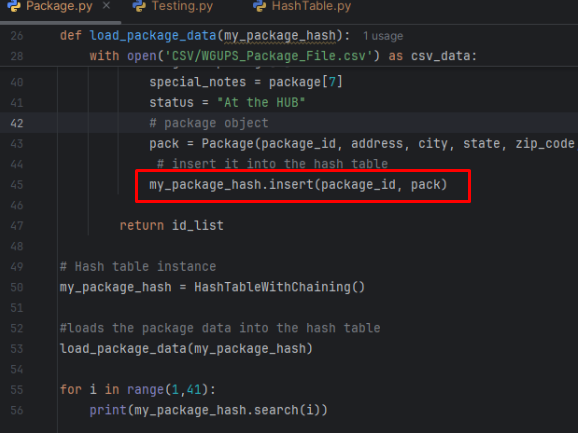 Package.py × Testing.py HashTable.py
26 def load_package_data(my_package_hash): 1 usage
28 with open('CSV/WGUPS_Package_File.csv') as csv_data:
40 special_notes = package[7]
41 status = "At the HUB"
42 # package object
43 pack = Package(package_id, address, city, state, zip_code
44 # insert it into the hash table
45 my_package_hash.insert(package_id, pack)
46
47 return id_list
48
49 # Hash table instance
50 my_package_hash = HashTableWithChaining()
51
52 #loads the package data into the hash table
53 load_package_data(my_package_hash)
54
55 for i in range(1,41):
56 print(my_package_hash.search(i))